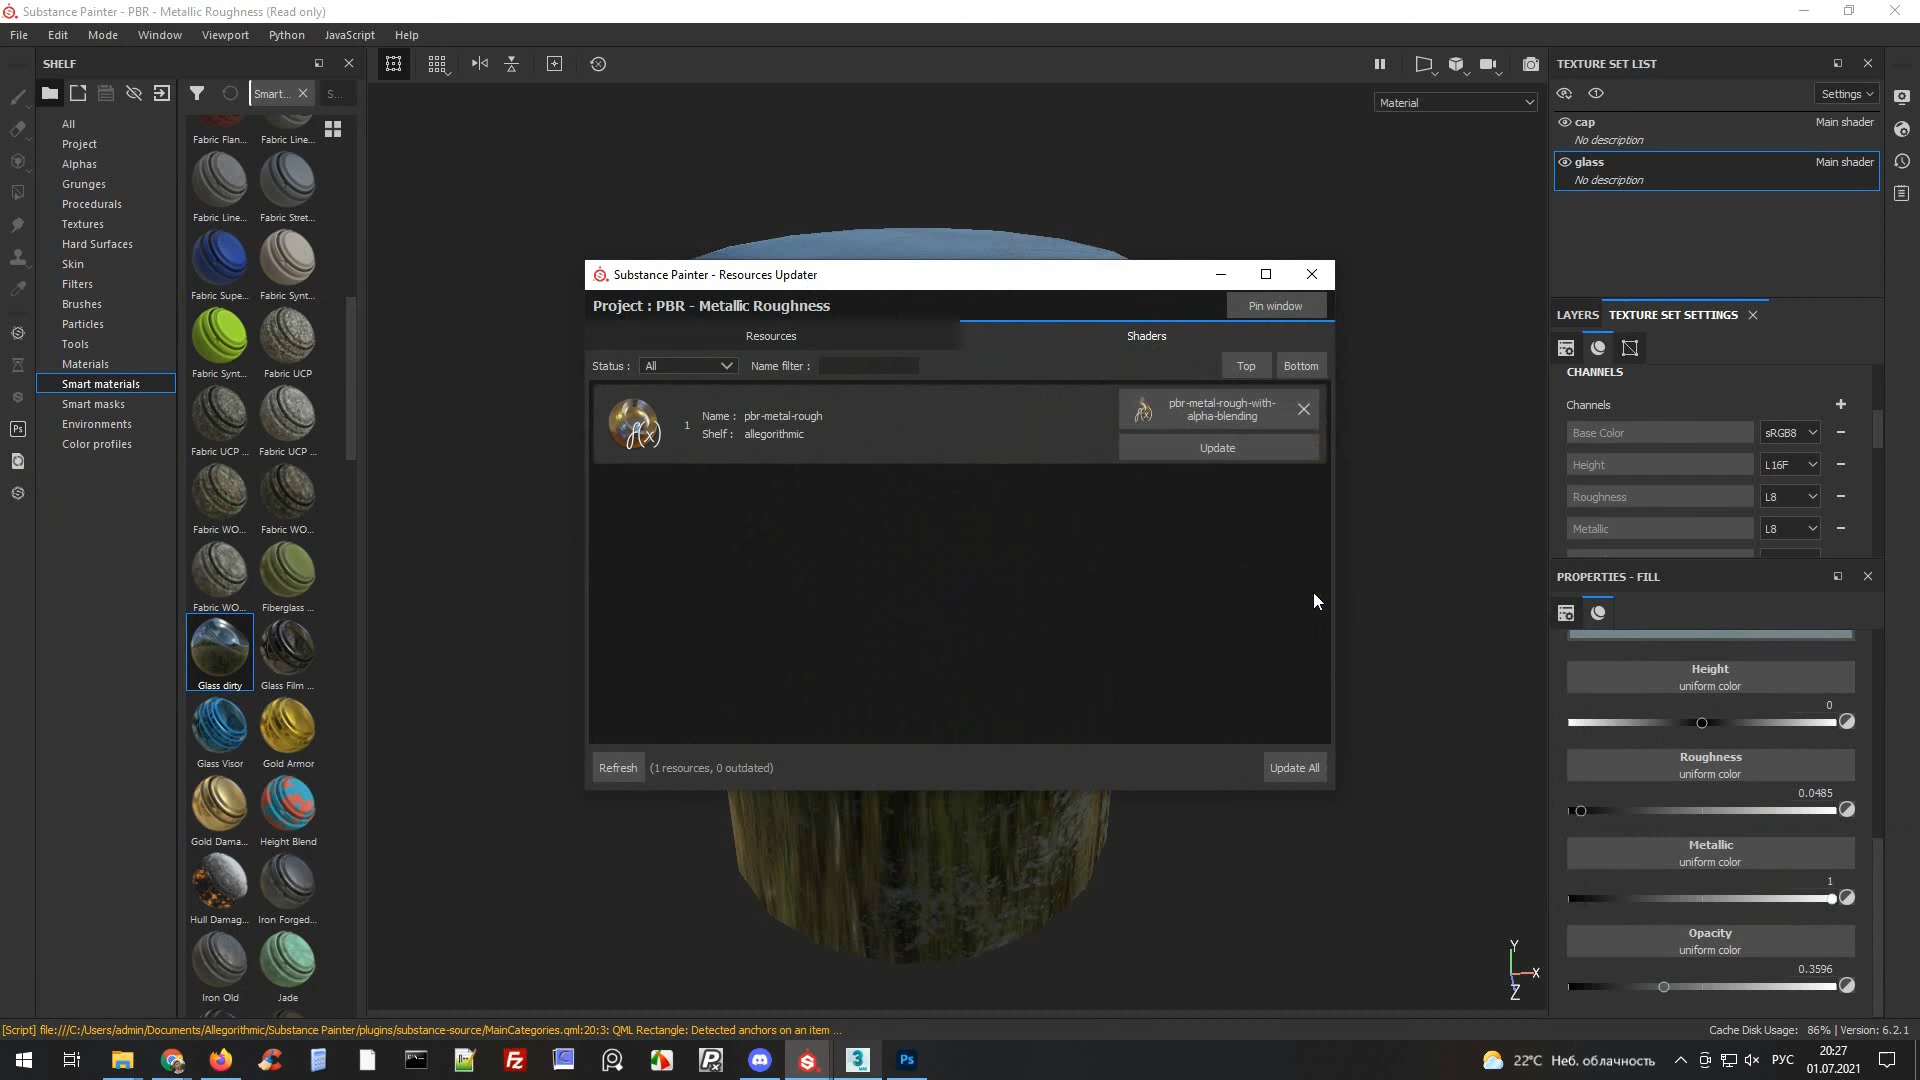 Substance Painter - PBR - Metallic Roughness (Read only)
File Edit Mode Window Viewport Python JavaScript Help
SHELF
Smart...
S...
All
Project
Alphas
Grunges
Procedurals
Textures
Hard Surfaces
Skin
Filters
Brushes
Particles
Tools
Materials
Smart materials
Smart masks
Environments
Color profiles
Fabric Flan... Fabric Line...
Fabric Line... Fabric Stret...
Fabric Supe... Fabric Synt...
Fabric Synt... Fabric UCP
Fabric UCP ... Fabric UCP ...
Fabric WO... Fabric WO...
Fabric WO... Fiberglass ...
Glass dirty Glass Film ...
Glass Visor Gold Armor
Gold Dama... Height Blend
Hull Damag... Iron Forged...
Iron Old Jade
Material
Substance Painter - Resources Updater
Project : PBR - Metallic Roughness
Pin window
Resources
Shaders
Status : All Name filter :
Top Bottom
1
Name : pbr-metal-rough
Shelf : allegorithmic
f(x)
pbr-metal-rough-with-
alpha-blending
Update
Refresh (1 resources, 0 outdated)
Update All
Y
X
Z
TEXTURE SET LIST
Settings
cap Main shader
No description
glass Main shader
No description
LAYERS TEXTURE SET SETTINGS
CHANNELS
Channels
Base Color sRGB8
Height L16F
Roughness L8
Metallic L8
PROPERTIES - FILL
Height
uniform color
0
Roughness
uniform color
0.0485
Metallic
uniform color
1
Opacity
uniform color
0.3596
[Script] file:///C:/Users/admin/Documents/Allegorithmic/Substance Painter/plugins/substance-source/MainCategories.qml:20:3: QML Rectangle: Detected anchors on an item ...
Cache Disk Usage: 86% | Version: 6.2.1
Ps
22°C Неб. облачность
РУС
20:27
01.07.2021